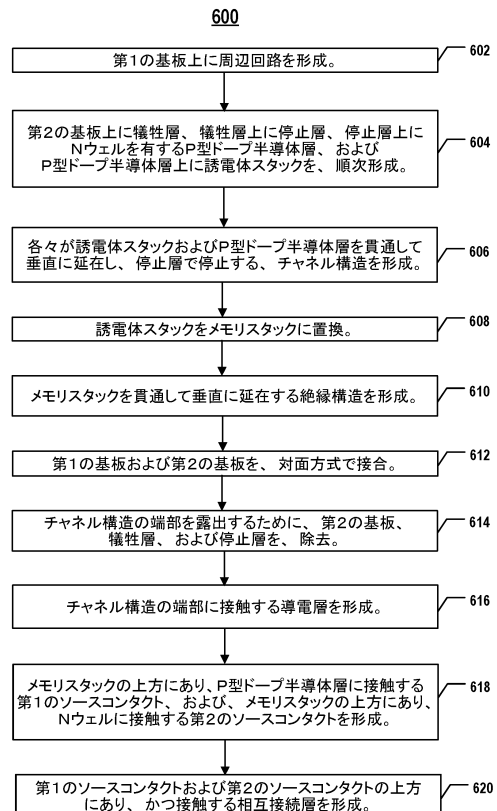 600
第1の基板上に周辺回路を形成。
602
第2の基板上に犠牲層、犠牲層上に停止層、停止層上に
Nウェルを有するP型ドープ半導体層、および
P型ドープ半導体層上に誘電体スタックを、順次形成。
604
各々が誘電体スタックおよびP型ドープ半導体層を貫通して
垂直に延在し、停止層で停止する、チャネル構造を形成。
606
誘電体スタックをメモリスタックに置換。
608
メモリスタックを貫通して垂直に延在する絶縁構造を形成。
610
第1の基板および第2の基板を、対面方式で接合。
612
チャネル構造の端部を露出するために、第2の基板、
犠牲層、および停止層を、除去。
614
チャネル構造の端部に接触する導電層を形成。
616
メモリスタックの上方にあり、P型ドープ半導体層に接触する
第1のソースコンタクト、および、メモリスタックの上方にあり、
Nウェルに接触する第2のソースコンタクトを形成。
618
第1のソースコンタクトおよび第2のソースコンタクトの上方
にあり、かつ接触する相互接続層を形成。
620